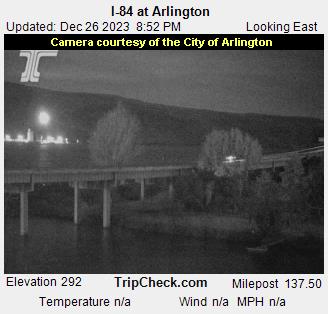 I-84 at Arlington
Updated: Dec 26 2023 8:52 PM Looking East
Camera courtesy of the City of Arlington
Elevation 292 TripCheck.com Milepost 137.50
Temperature n/a Wind n/a MPH n/a